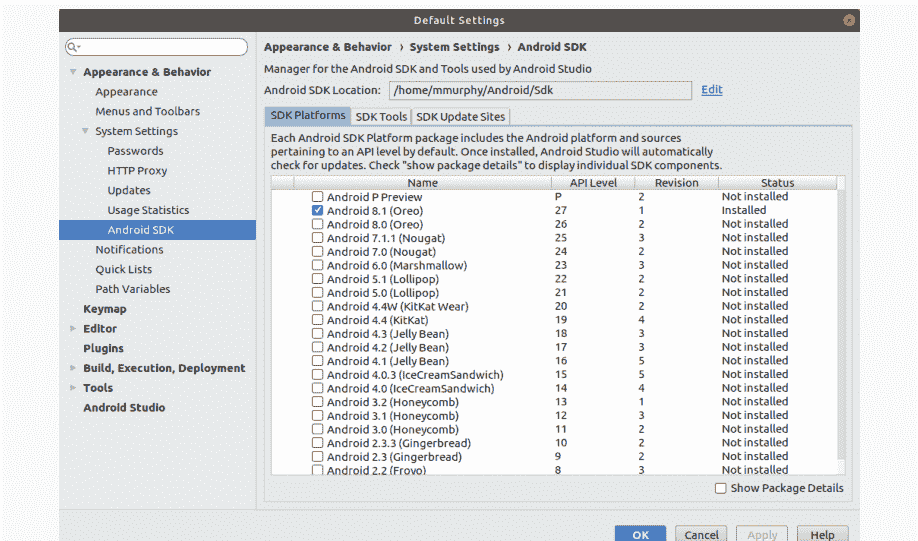 Default Settings
Appearance & Behavior › System Settings › Android SDK
Appearance & Behavior
Appearance
Menus and Toolbars
System Settings
Passwords
HTTP Proxy
Updates
Usage Statistics
Android SDK
Notifications
Quick Lists
Path Variables
Keymap
Editor
Plugins
Build, Execution, Deployment
Tools
Android Studio
Manager for the Android SDK and Tools used by Android Studio
Android SDK Location: /home/mmurphy/Android/Sdk Edit
SDK Platforms SDK Tools SDK Update Sites
Each Android SDK Platform package includes the Android platform and sources
pertaining to an API level by default. Once installed, Android Studio will automatically
check for updates. Check "show package details" to display individual SDK components.
Name API Level Revision Status
Android P Preview P 2 Not installed
Android 8.1 (Oreo) 27 1 Installed
Android 8.0 (Oreo) 26 2 Not installed
Android 7.1.1 (Nougat) 25 3 Not installed
Android 7.0 (Nougat) 24 2 Not installed
Android 6.0 (Marshmallow) 23 3 Not installed
Android 5.1 (Lollipop) 22 2 Not installed
Android 5.0 (Lollipop) 21 2 Not installed
Android 4.4W (KitKat Wear) 20 2 Not installed
Android 4.4 (KitKat) 19 4 Not installed
Android 4.3 (Jelly Bean) 18 3 Not installed
Android 4.2 (Jelly Bean) 17 3 Not installed
Android 4.1 (Jelly Bean) 16 5 Not installed
Android 4.0.3 (IceCreamSandwich) 15 5 Not installed
Android 4.0 (IceCreamSandwich) 14 4 Not installed
Android 3.2 (Honeycomb) 13 1 Not installed
Android 3.1 (Honeycomb) 12 3 Not installed
Android 3.0 (Honeycomb) 11 2 Not installed
Android 2.3.3 (Gingerbread) 10 2 Not installed
Android 2.3 (Gingerbread) 9 2 Not installed
Android 2.2 (Froyo) 8 3 Not installed
Show Package Details
OK Cancel Apply Help